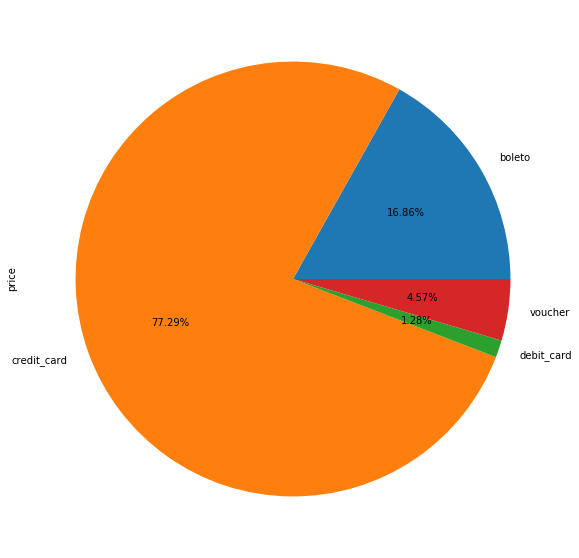 boleto
16.86%
price
4.57%
voucher
77.29%
1.28%
credit_card
debit_card